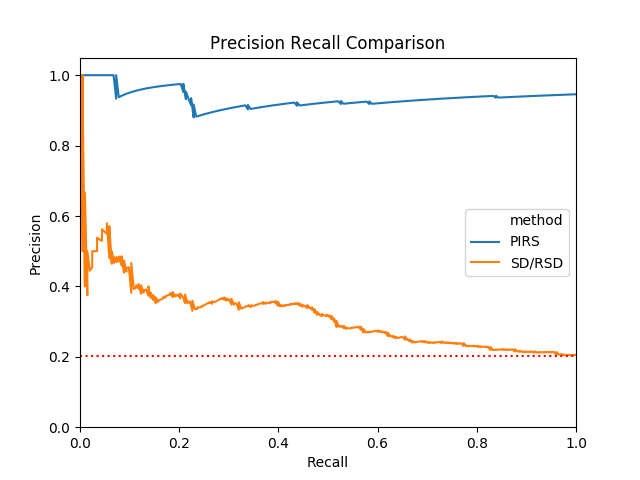 Precision Recall Comparison
1.0
0.8
0.6
0.4
0.2
0.0
Precision
method
PIRS
SD/RSD
0.0 0.2 0.4 0.6 0.8 1.0
Recall